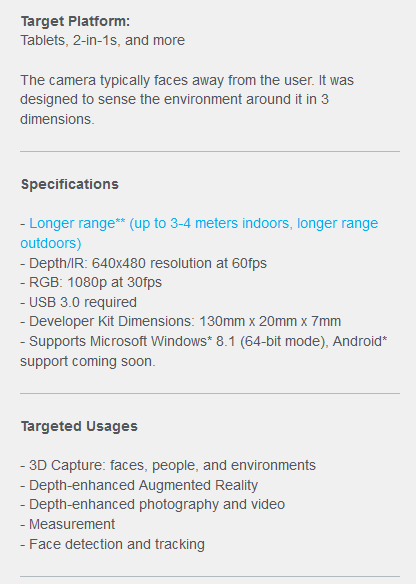 Target Platform:
Tablets, 2-in-1s, and more
The camera typically faces away from the user. It was
designed to sense the environment around it in 3
dimensions.
Specifications
- Longer range** (up to 3-4 meters indoors, longer range
outdoors)
- Depth/IR: 640x480 resolution at 60fps
- RGB: 1080p at 30fps
- USB 3.0 required
- Developer Kit Dimensions: 130mm x 20mm x 7mm
- Supports Microsoft Windows* 8.1 (64-bit mode), Android*
support coming soon.
Targeted Usages
- 3D Capture: faces, people, and environments
- Depth-enhanced Augmented Reality
- Depth-enhanced photography and video
- Measurement
- Face detection and tracking